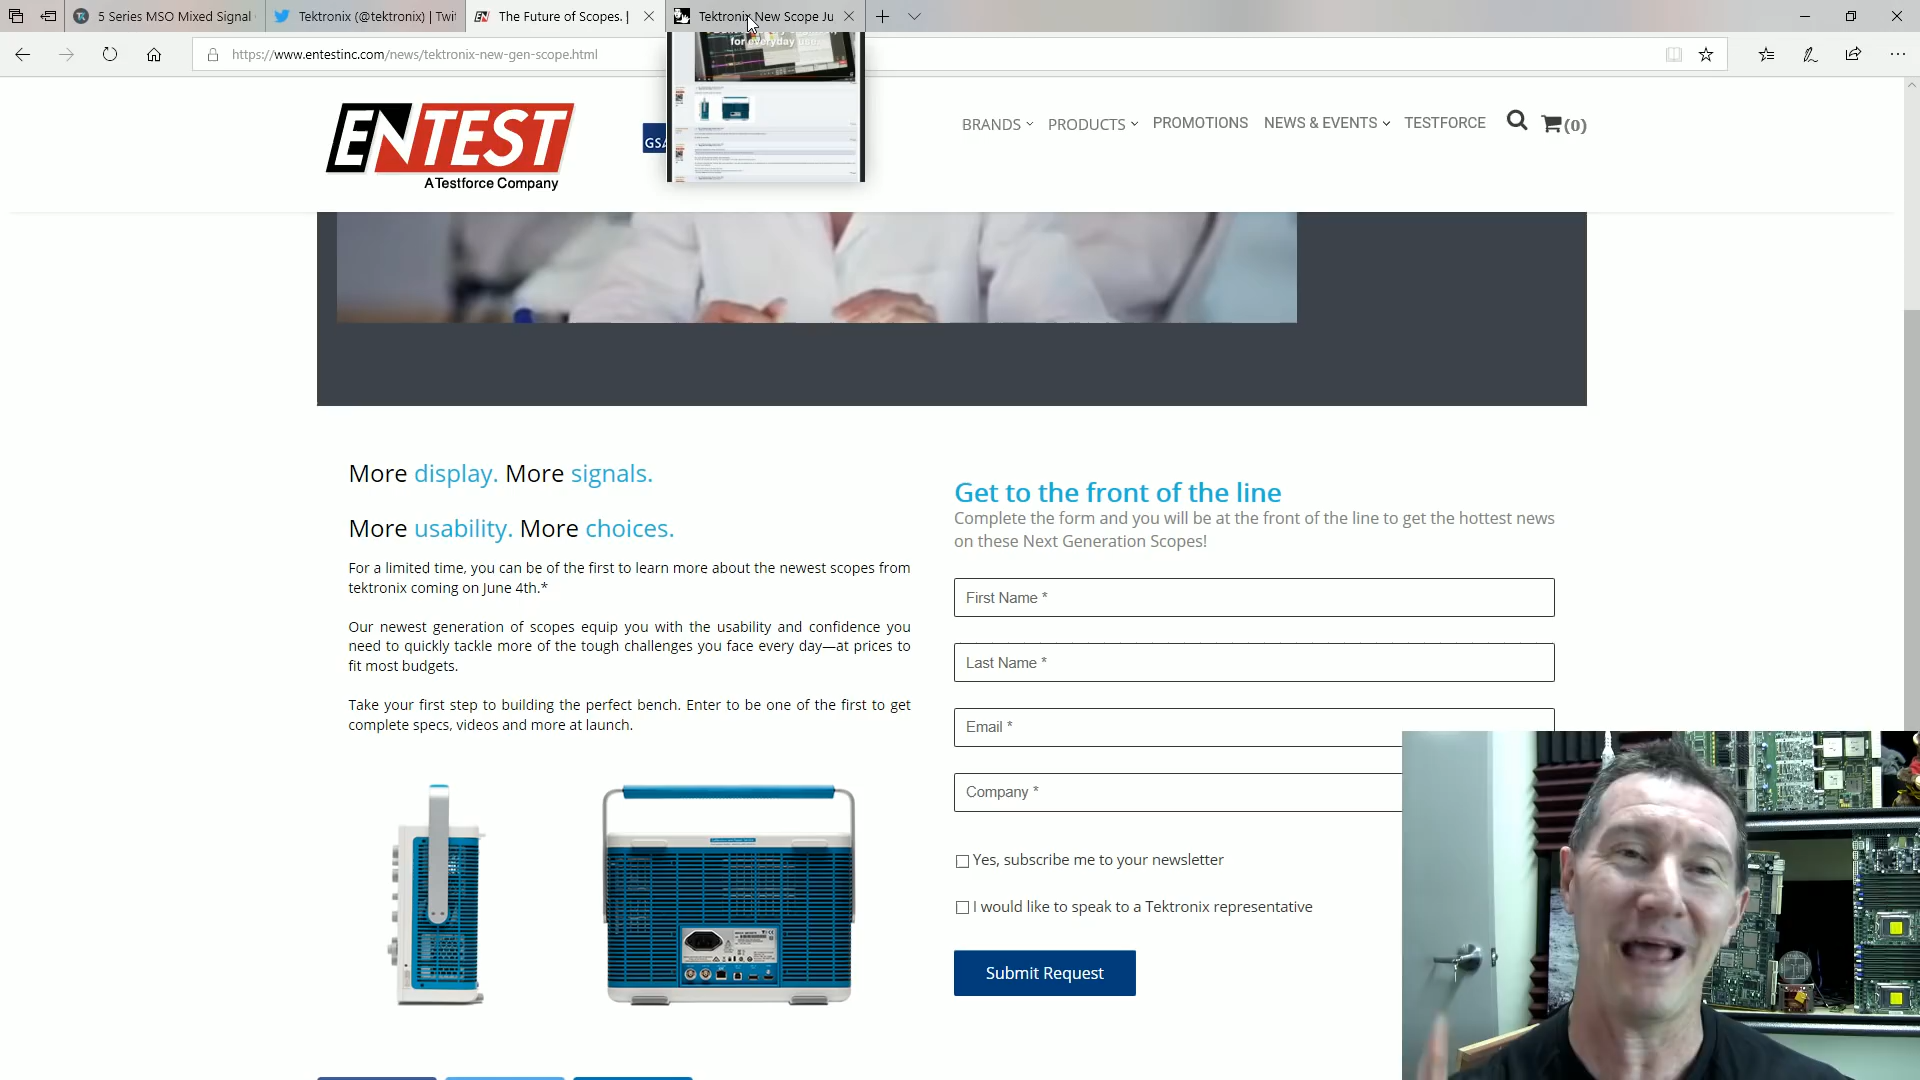 5 Series MSO Mixed Signal
Tektronix (@tektronix) | Twit
The Future of Scopes. |
Tektronix New Scope Ju
https://www.entestinc.com/news/tektronix-new-gen-scope.html
for everyday use
ENTEST
A Testforce Company
GSA
BRANDS
PRODUCTS
PROMOTIONS
NEWS & EVENTS
TESTFORCE
(0)
More display. More signals.
More usability. More choices.
For a limited time, you can be of the first to learn more about the newest scopes from
tektronix coming on June 4th.*
Our newest generation of scopes equip you with the usability and confidence you
need to quickly tackle more of the tough challenges you face every day—at prices to
fit most budgets.
Take your first step to building the perfect bench. Enter to be one of the first to get
complete specs, videos and more at launch.
Get to the front of the line
Complete the form and you will be at the front of the line to get the hottest news
on these Next Generation Scopes!
First Name *
Last Name *
Email *
Company *
Yes, subscribe me to your newsletter
I would like to speak to a Tektronix representative
Submit Request